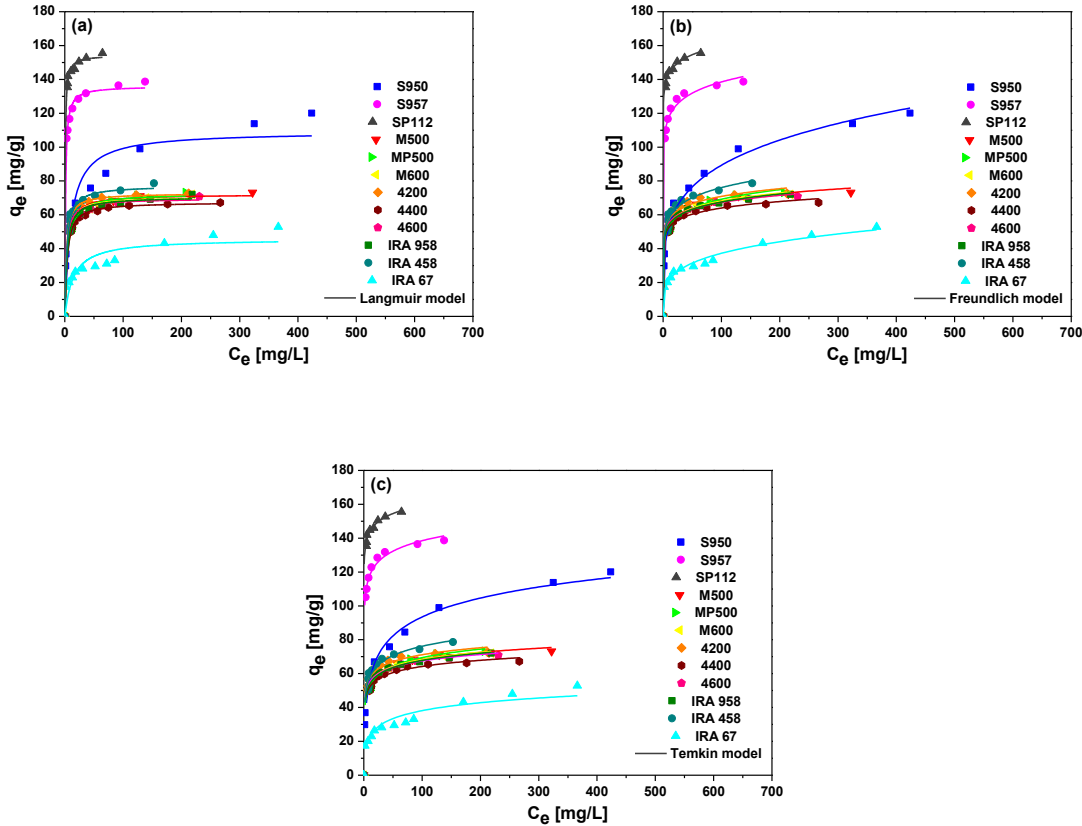 (a)
180
160
140
120
100
80
60
40
20
0
qe [mg/g]
S950
S957
SP112
M500
MP500
M600
4200
4400
4600
IRA 958
IRA 458
IRA 67
Langmuir model
0 100 200 300 400 500 600 700
Ce [mg/L]
(b)
180
160
140
120
100
80
60
40
20
0
qe [mg/g]
S950
S957
SP112
M500
MP500
M600
4200
4400
4600
IRA 958
IRA 458
IRA 67
Freundlich model
0 100 200 300 400 500 600 700
Ce [mg/L]
(c)
180
160
140
120
100
80
60
40
20
0
qe [mg/g]
S950
S957
SP112
M500
MP500
M600
4200
4400
4600
IRA 958
IRA 458
IRA 67
Temkin model
0 100 200 300 400 500 600 700
Ce [mg/L]